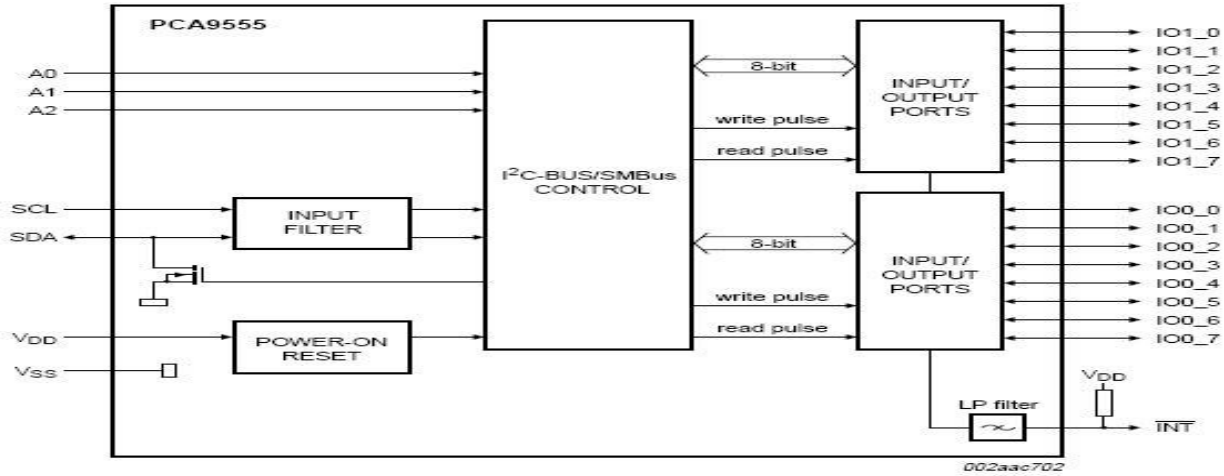 PCA9555
A0
A1
A2
SCL
SDA
VDD
VSS
INPUT
FILTER
POWER-ON
RESET
I²C-BUS/SMBus
CONTROL
8-bit
write pulse
read pulse
8-bit
write pulse
read pulse
INPUT/
OUTPUT
PORTS
INPUT/
OUTPUT
PORTS
IO1_0
IO1_1
IO1_2
IO1_3
IO1_4
IO1_5
IO1_6
IO1_7
IO0_0
IO0_1
IO0_2
IO0_3
IO0_4
IO0_5
IO0_6
IO0_7
VDD
LP filter
INT
002aac702